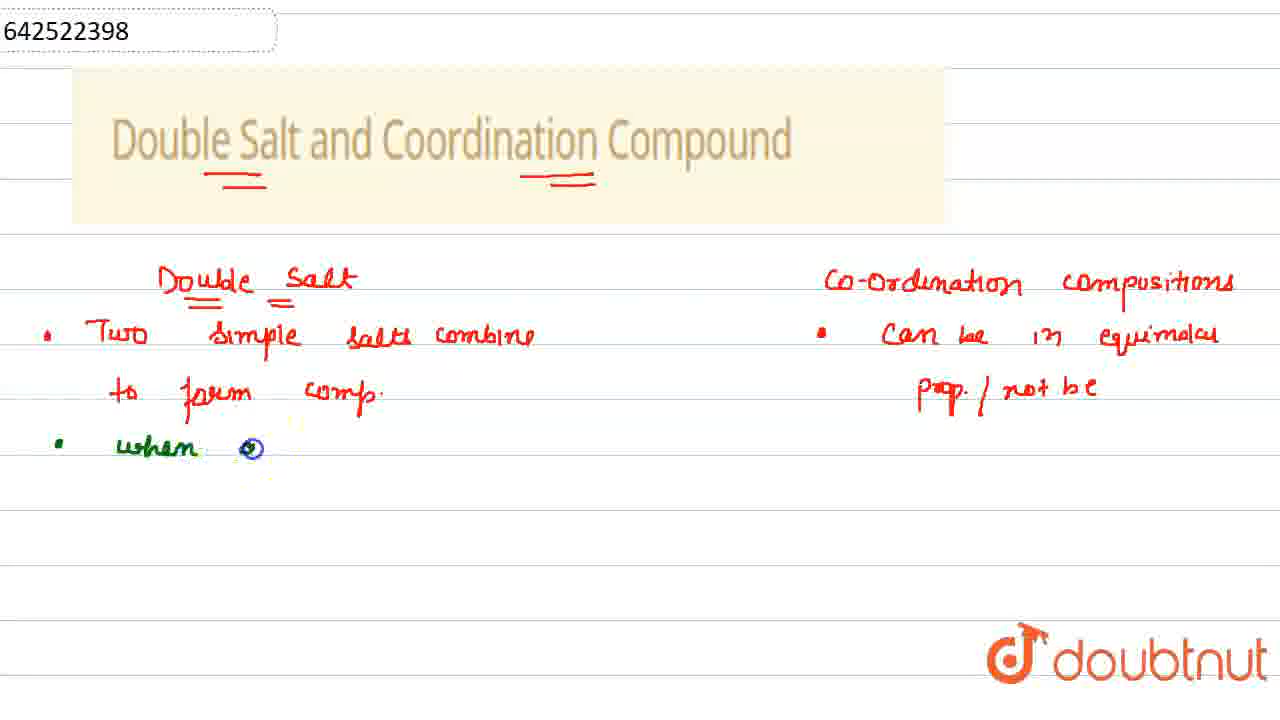 642522398
Double Salt and Coordination Compound
Double Salt
Two simple salts combine
to form comp.
when
Co-ordination compositions
Can be in equimolar
prop. / not be
doubtnut